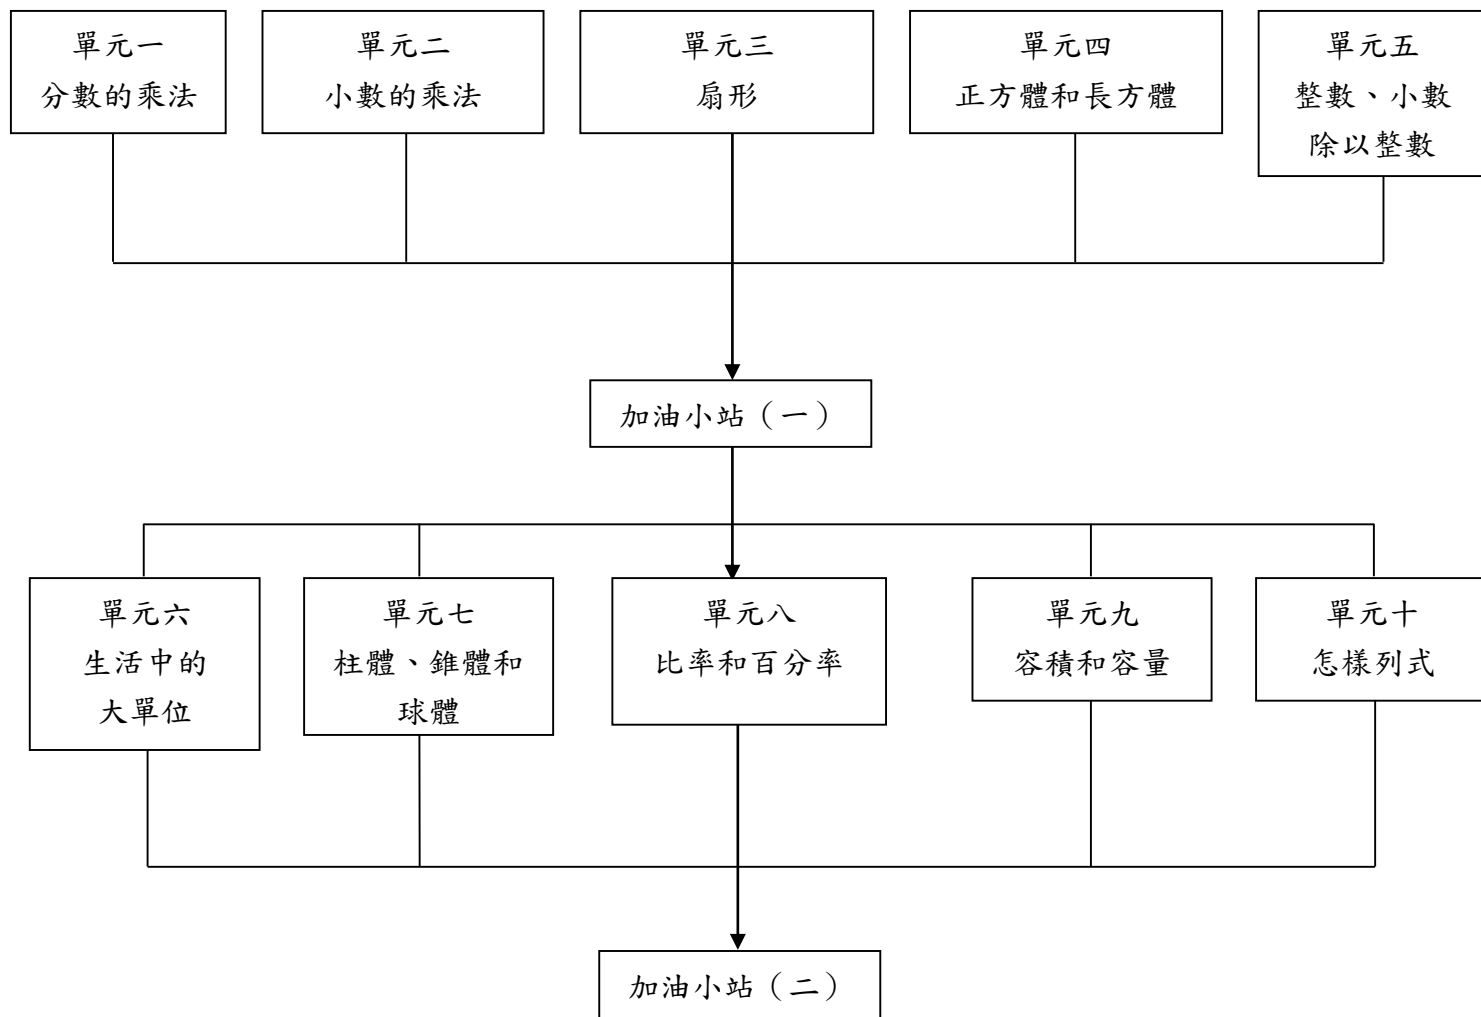 單元一
分數的乘法
單元二
小數的乘法
單元三
扇形
單元四
正方體和長方體
單元五
整數、小數
除以整數
加油小站（一）
單元六
生活中的
大單位
單元七
柱體、錐體和
球體
單元八
比率和百分率
單元九
容積和容量
單元十
怎樣列式
加油小站（二）